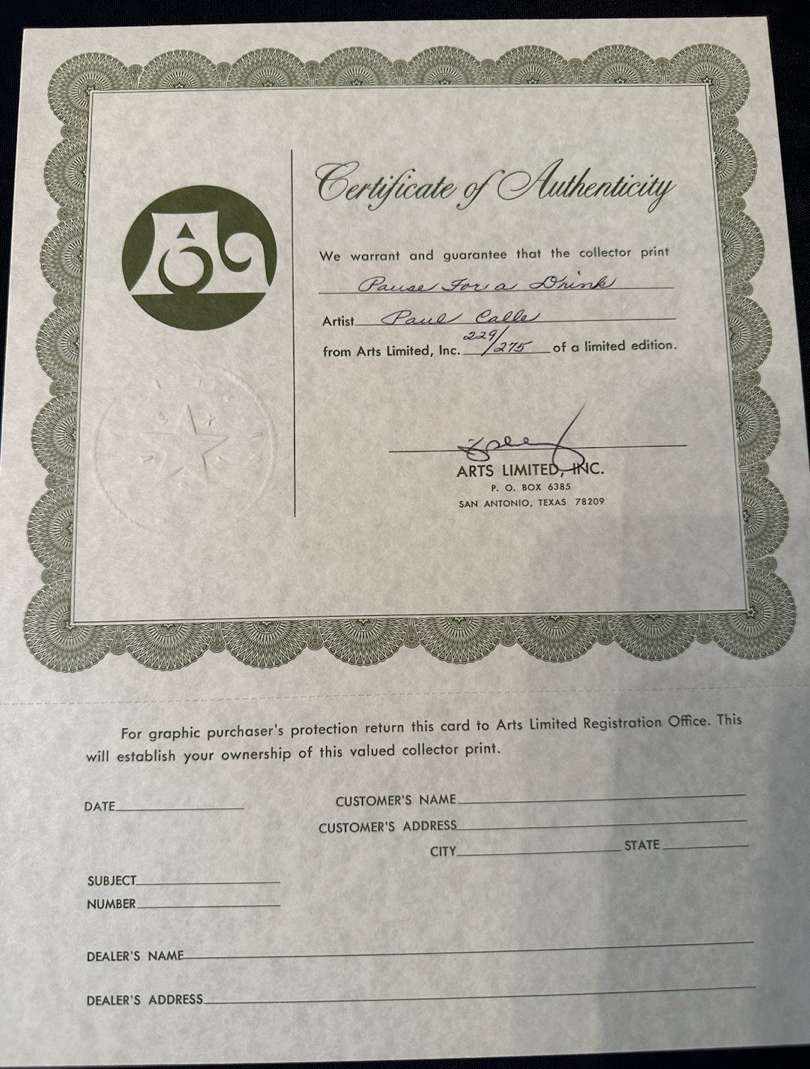 Certificate of Authenticity
We warrant and guarantee that the collector print
Pause For a Drink
Artist Paul Calle
from Arts Limited, Inc. 229/275 of a limited edition.
ARTS LIMITED, INC.
P. O. BOX 6385
SAN ANTONIO, TEXAS 78209
For graphic purchaser's protection return this card to Arts Limited Registration Office. This
will establish your ownership of this valued collector print.
DATE
CUSTOMER'S NAME
CUSTOMER'S ADDRESS
CITY STATE
SUBJECT
NUMBER
DEALER'S NAME
DEALER'S ADDRESS